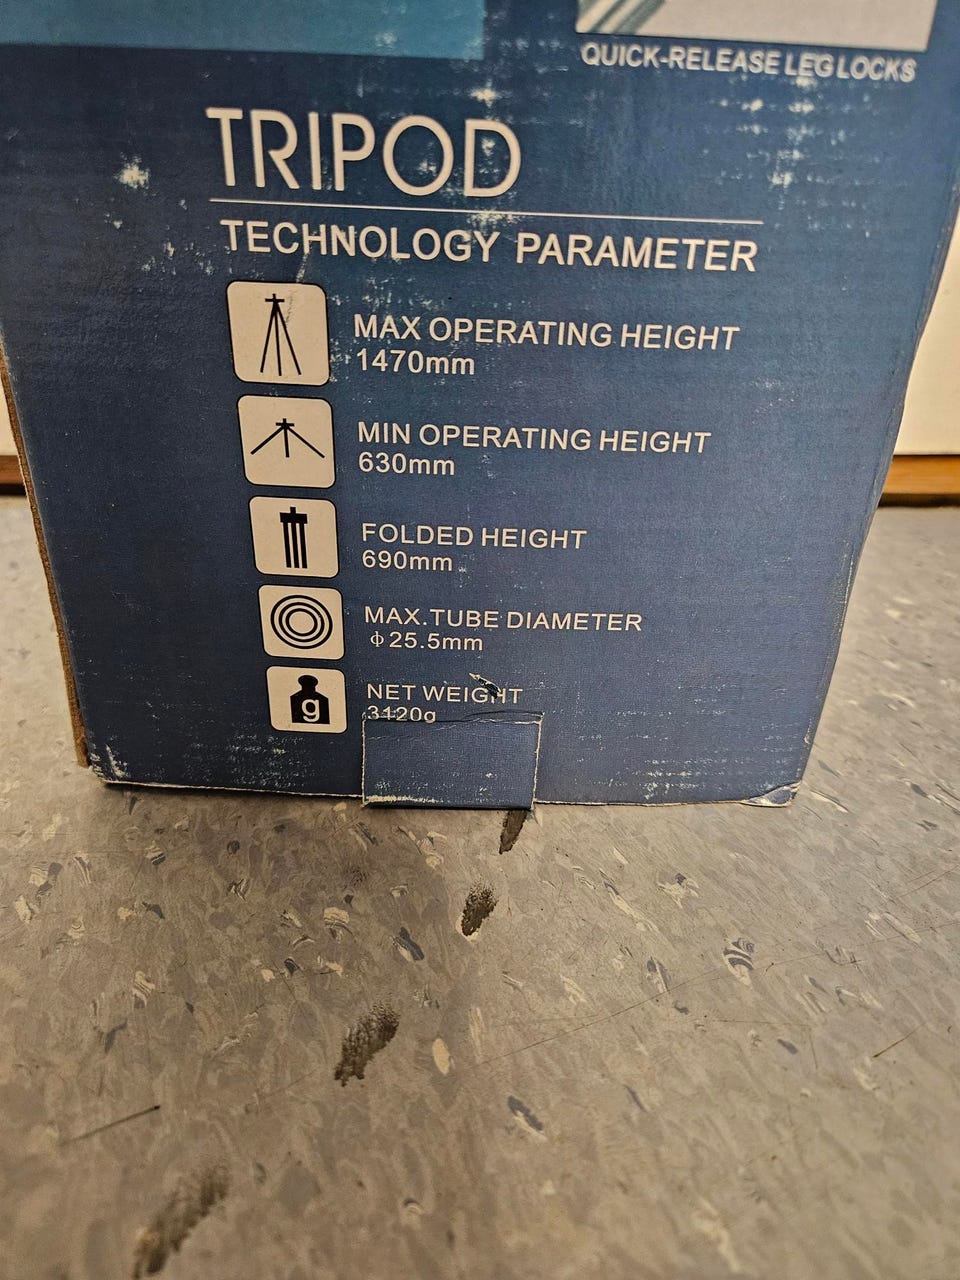 QUICK-RELEASE LEG LOCKS
TRIPOD
TECHNOLOGY PARAMETER
MAX OPERATING HEIGHT
1470mm
MIN OPERATING HEIGHT
630mm
FOLDED HEIGHT
690mm
MAX.TUBE DIAMETER
ϕ25.5mm
NET WEIGHT
g
3120g